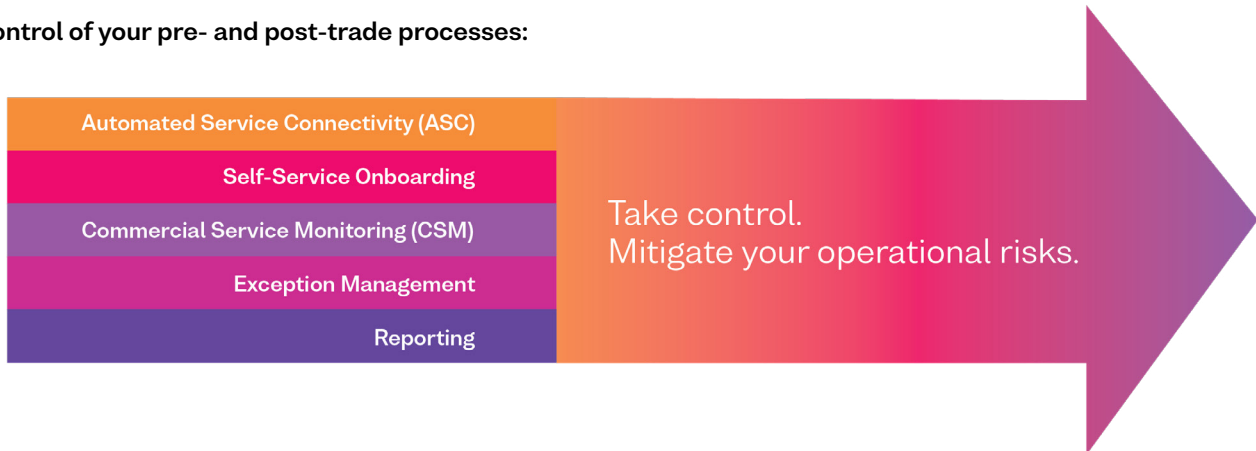 ontrol of your pre- and post-trade processes:
Automated Service Connectivity (ASC)
Self-Service Onboarding
Commercial Service Monitoring (CSM)
Exception Management
Reporting
Take control.
Mitigate your operational risks.